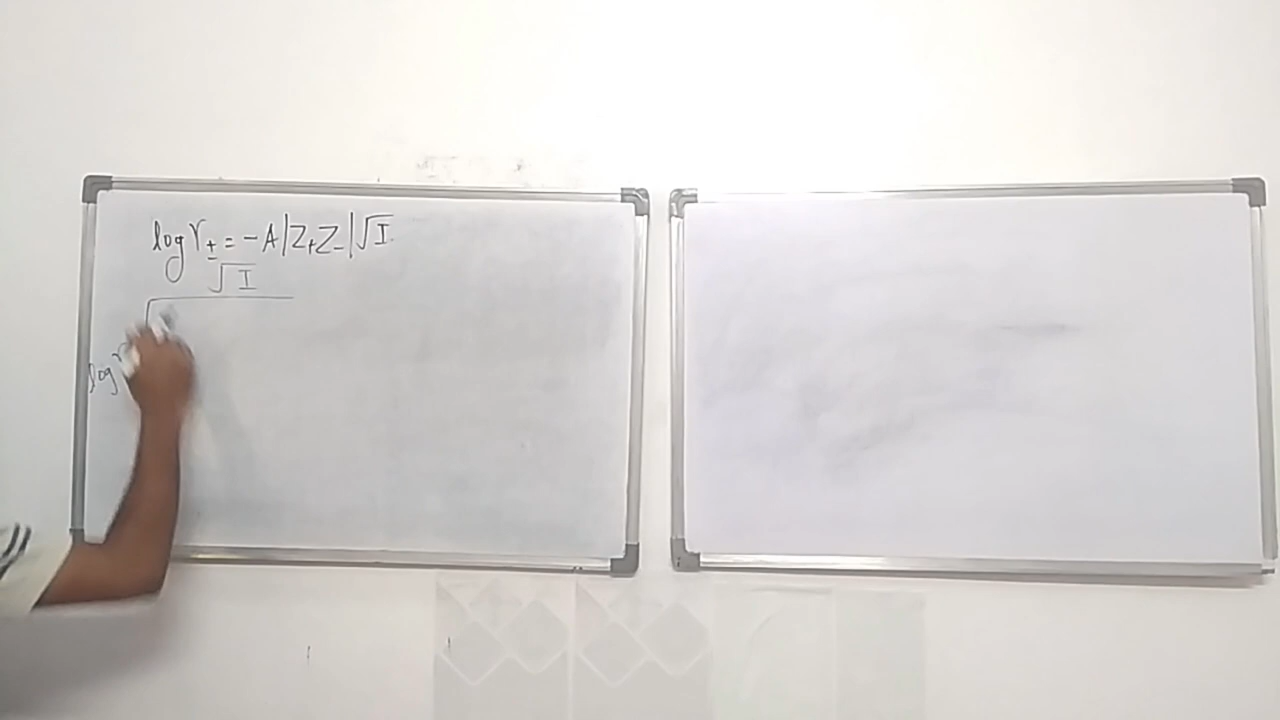 log γ± = -A|Z+Z-|√I
√I
log γ